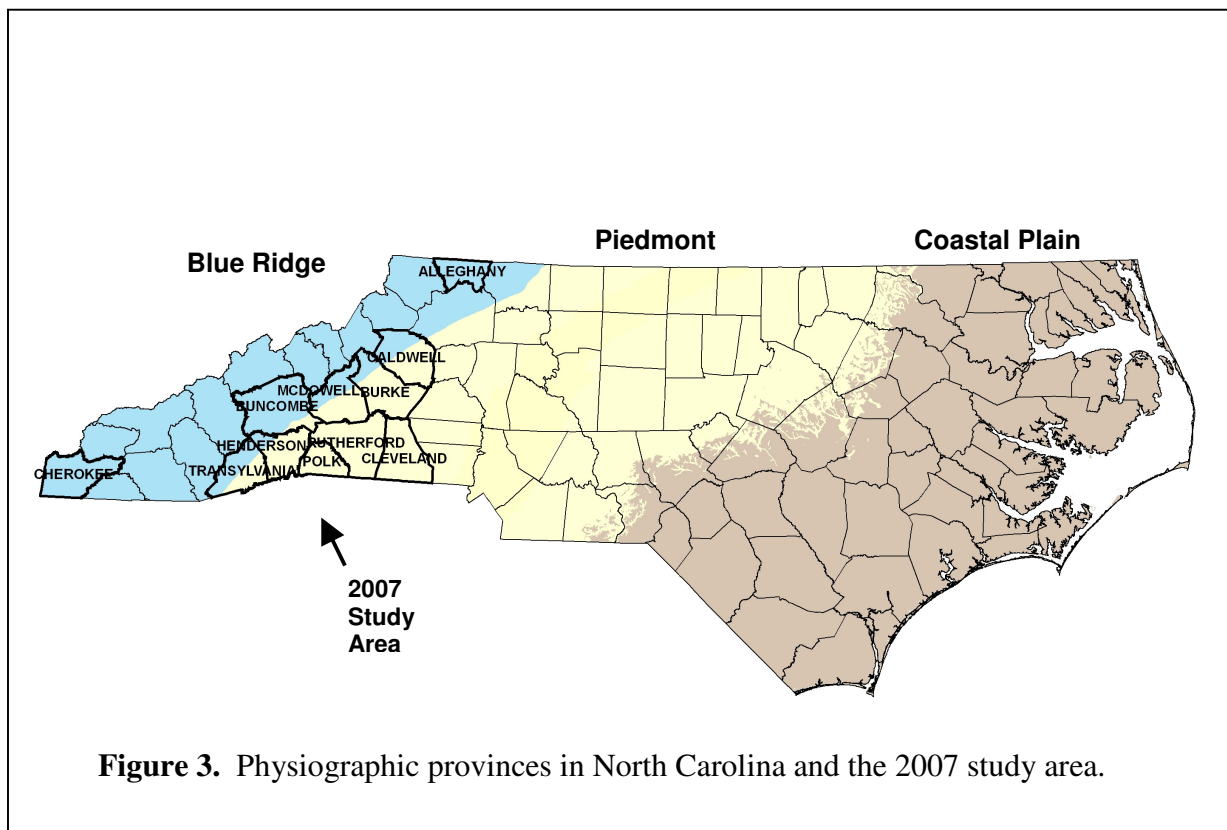 Blue Ridge
Piedmont
Coastal Plain
ALLEGHANY
CALDWELL
MCDOWELL
BURKE
BUNCOMBE
HENDERSON
RUTHERFORD
CHEROKEE
TRANSYLVANIA
POLK
CLEVELAND
2007
Study
Area
Figure 3. Physiographic provinces in North Carolina and the 2007 study area.